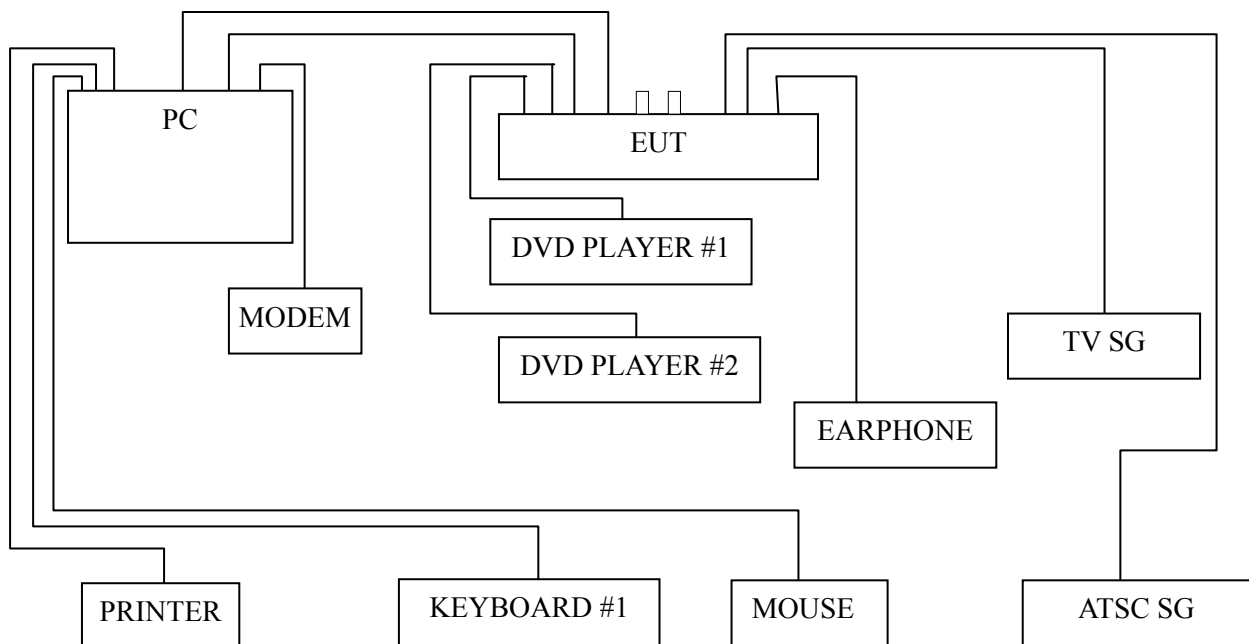 PC
EUT
DVD PLAYER #1
MODEM
DVD PLAYER #2
TV SG
EARPHONE
PRINTER
KEYBOARD #1
MOUSE
ATSC SG